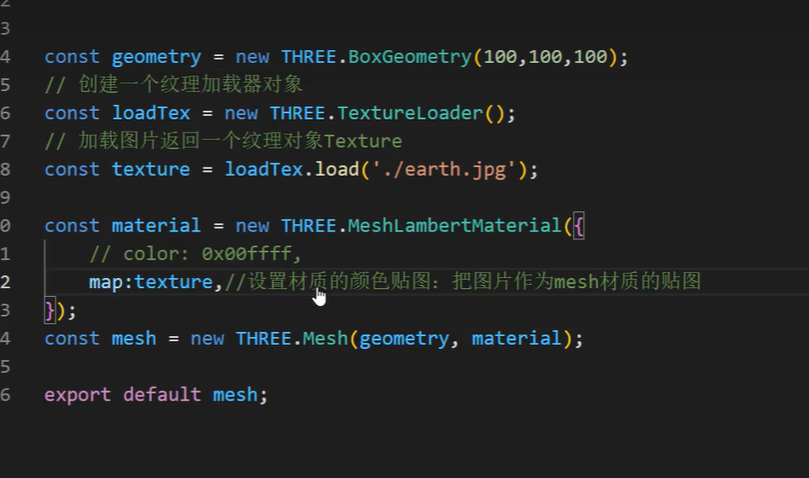 3
4 const geometry = new THREE.BoxGeometry(100,100,100);
5 // 创建一个纹理加载器对象
6 const loadTex = new THREE.TextureLoader();
7 // 加载图片返回一个纹理对象Texture
8 const texture = loadTex.load('./earth.jpg');
9
0 const material = new THREE.MeshLambertMaterial({
1 // color: 0x00ffff,
2 map:texture,//设置材质的颜色贴图：把图片作为mesh材质的贴图
3 });
4 const mesh = new THREE.Mesh(geometry, material);
5
6 export default mesh;